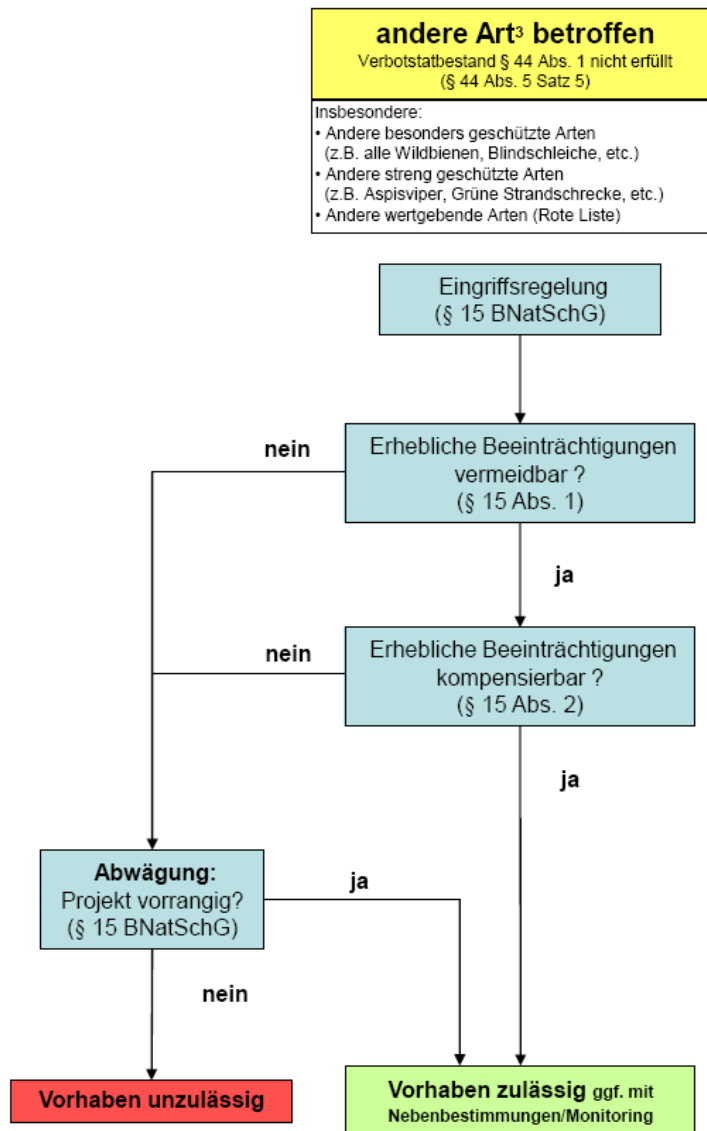 andere Art³ betroffen
Verbotstatbestand § 44 Abs. 1 nicht erfüllt
(§ 44 Abs. 5 Satz 5)
Insbesondere:
• Andere besonders geschützte Arten
(z.B. alle Wildbienen, Blindschleiche, etc.)
• Andere streng geschützte Arten
(z.B. Aspisviper, Grüne Strandschrecke, etc.)
• Andere wertgebende Arten (Rote Liste)
Eingriffsregelung
(§ 15 BNatSchG)
nein
Erhebliche Beeinträchtigungen
vermeidbar ?
(§ 15 Abs. 1)
ja
nein
Erhebliche Beeinträchtigungen
kompensierbar ?
(§ 15 Abs. 2)
ja
Abwägung:
Projekt vorrangig?
(§ 15 BNatSchG)
ja
nein
Vorhaben unzulässig
Vorhaben zulässig ggf. mit
Nebenbestimmungen/Monitoring